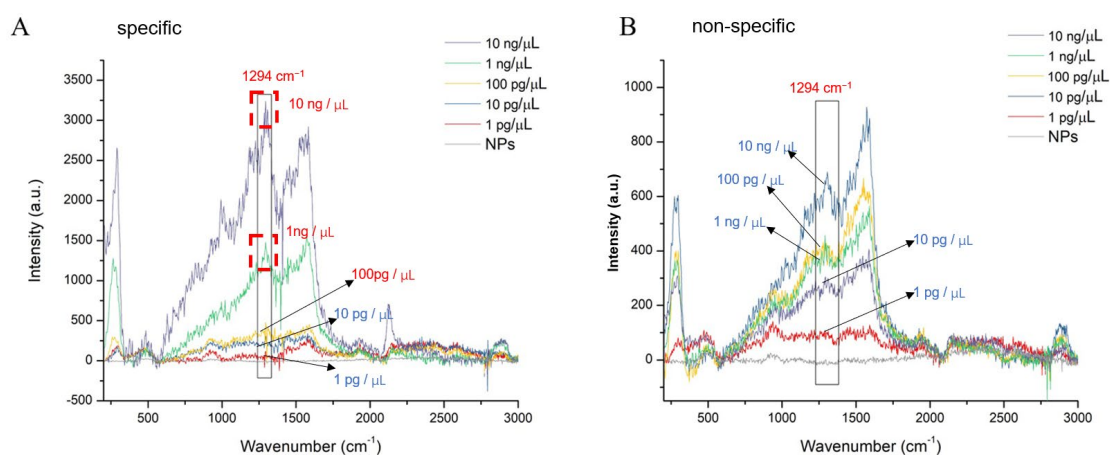 A
specific
10 ng/μL
1 ng/μL
100 pg/μL
10 pg/μL
1 pg/μL
NPs
1294 cm⁻¹
10 ng / μL
1ng / μL
100pg / μL
10 pg / μL
1 pg / μL
3500
3000
2500
2000
1500
1000
500
0
-500
Intensity (a.u.)
500
1000
1500
2000
2500
3000
Wavenumber (cm⁻¹)
B
non-specific
10 ng/μL
1 ng/μL
100 pg/μL
10 pg/μL
1 pg/μL
NPs
1294 cm⁻¹
10 ng / μL
100 pg / μL
1 ng / μL
10 pg / μL
1 pg / μL
1000
800
600
400
200
0
Intensity (a.u.)
500
1000
1500
2000
2500
3000
Wavenumber (cm⁻¹)